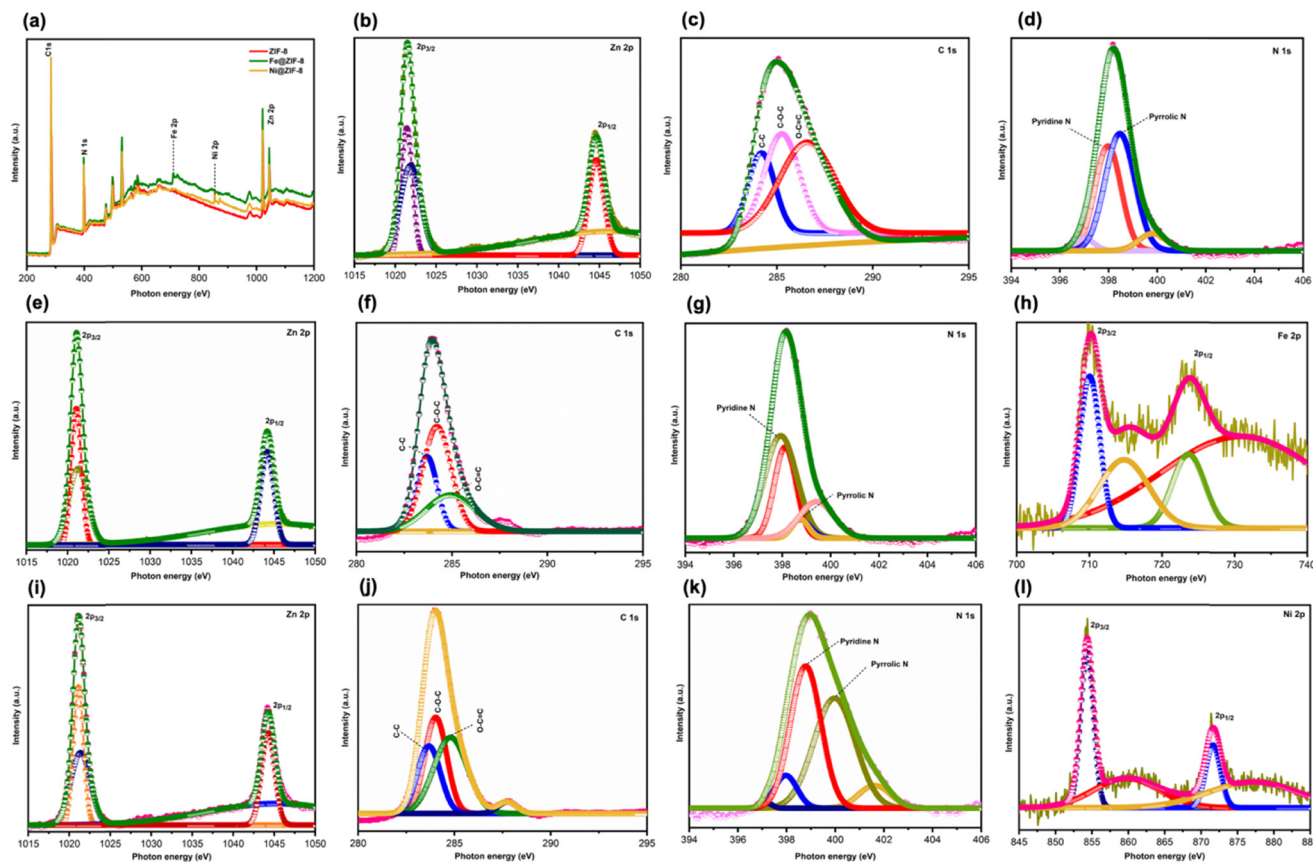 (a)
C1s
N 1s
Fe 2p
Ni 2p
Zn 2p
ZIF-8
Fe@ZIF-8
Ni@ZIF-8
Intensity (a.u.)
200 400 600 800 1000 1200
Photon energy (eV)
(b)
Zn 2p
2p3/2
2p1/2
Intensity (a.u.)
1015 1020 1025 1030 1035 1040 1045 1050
Photon energy (eV)
(c)
C 1s
C-C
C-O-C
O-C=C
Intensity (a.u.)
280 285 290 295
Photon energy (eV)
(d)
N 1s
Pyridine N
Pyrrolic N
Intensity (a.u.)
394 396 398 400 402 404 406
Photon energy (eV)
(e)
Zn 2p
2p3/2
2p1/2
Intensity (a.u.)
1015 1020 1025 1030 1035 1040 1045 1050
Photon energy (eV)
(f)
C 1s
C-C
C-O-C
O-C=C
Intensity (a.u.)
280 285 290 295
Photon energy (eV)
(g)
N 1s
Pyridine N
Pyrrolic N
Intensity (a.u.)
394 396 398 400 402 404 406
Photon energy (eV)
(h)
Fe 2p
2p3/2
2p1/2
Intensity (a.u.)
700 710 720 730 740
Photon energy (eV)
(i)
Zn 2p
2p3/2
2p1/2
Intensity (a.u.)
1015 1020 1025 1030 1035 1040 1045 1050
Photon energy (eV)
(j)
C 1s
C-C
C-O-C
O-C=C
Intensity (a.u.)
280 285 290 295
Photon energy (eV)
(k)
N 1s
Pyridine N
Pyrrolic N
Intensity (a.u.)
394 396 398 400 402 404 406
Photon energy (eV)
(l)
Ni 2p
2p3/2
2p1/2
Intensity (a.u.)
845 850 855 860 865 870 875 880
Photon energy (eV)